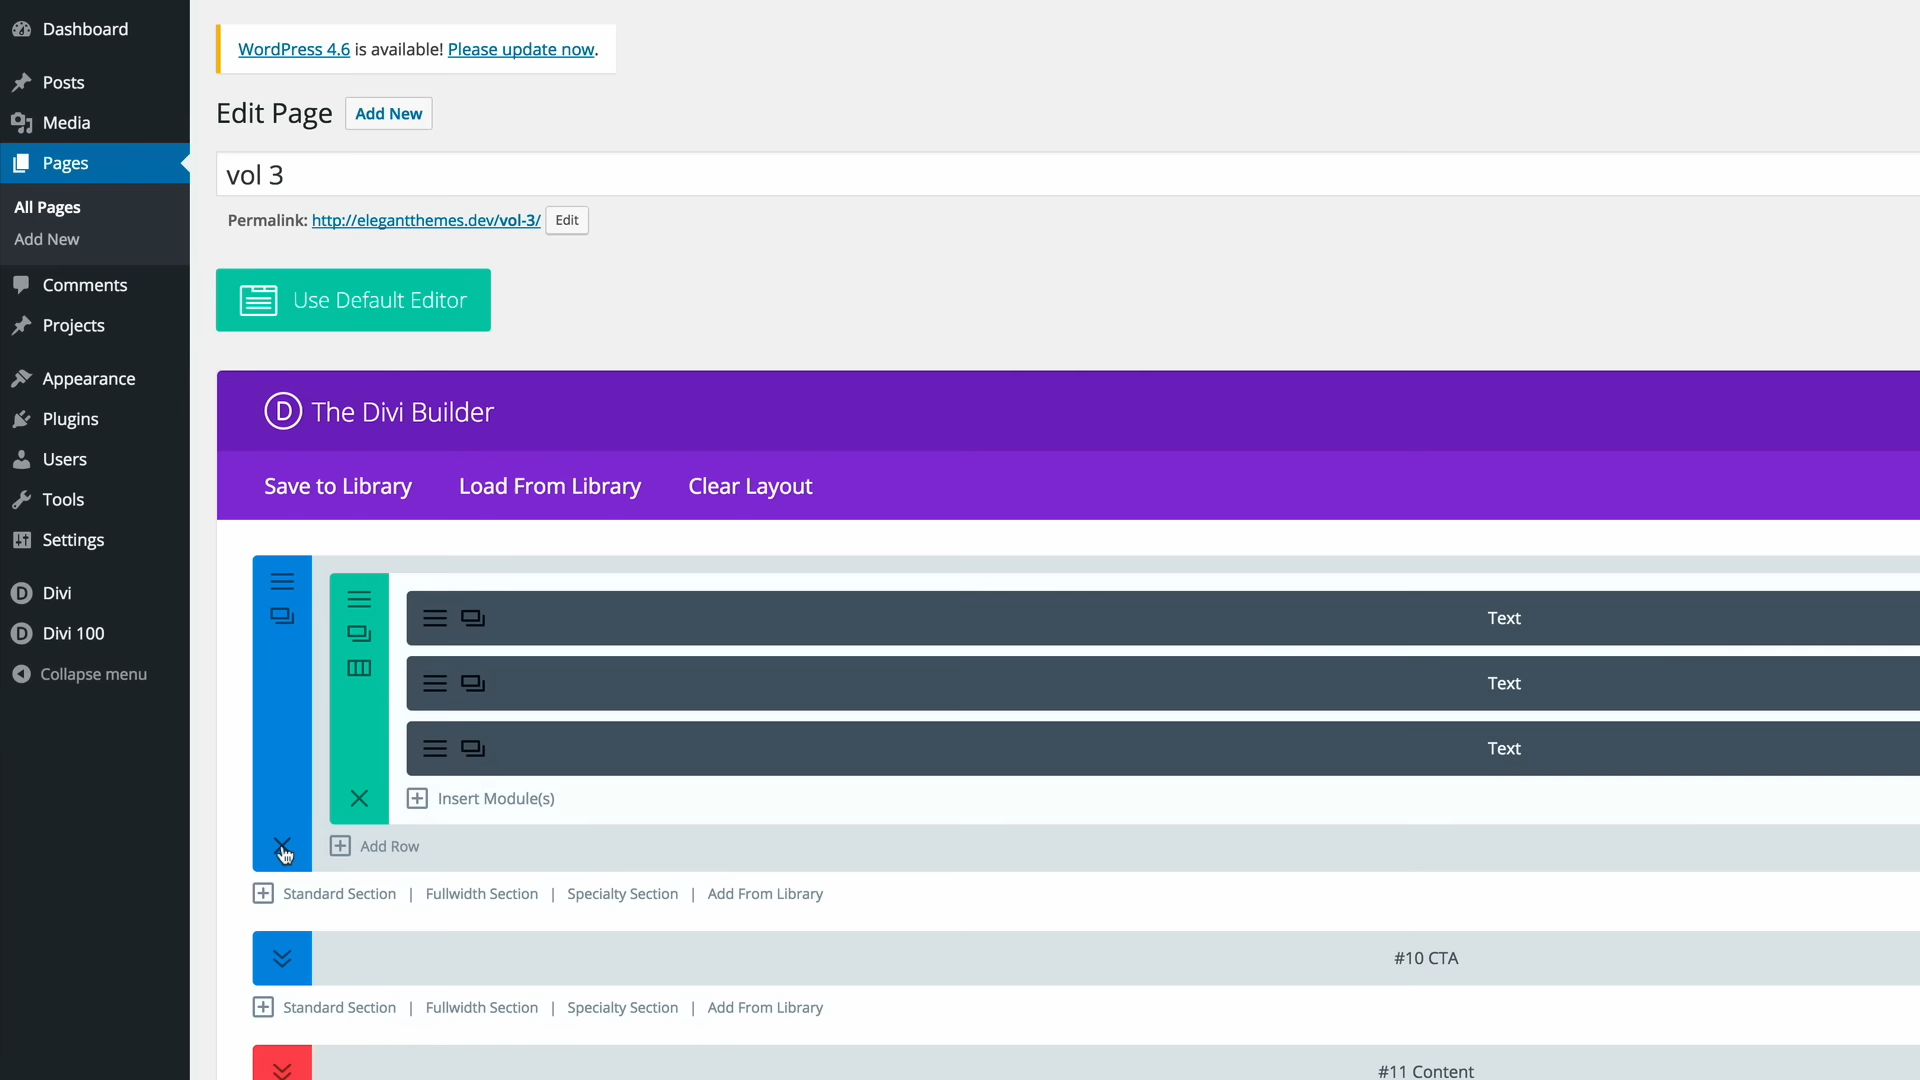 Dashboard
Posts
Media
Pages
All Pages
Add New
Comments
Projects
Appearance
Plugins
Users
Tools
Settings
Divi
Divi 100
Collapse menu
WordPress 4.6 is available! Please update now.
Edit Page Add New
vol 3
Permalink: http://elegantthemes.dev/vol-3/ Edit
Use Default Editor
D The Divi Builder
Save to Library Load From Library Clear Layout
Text
Text
Text
Insert Module(s)
Add Row
Standard Section | Fullwidth Section | Specialty Section | Add From Library
#10 CTA
Standard Section | Fullwidth Section | Specialty Section | Add From Library
#11 Content